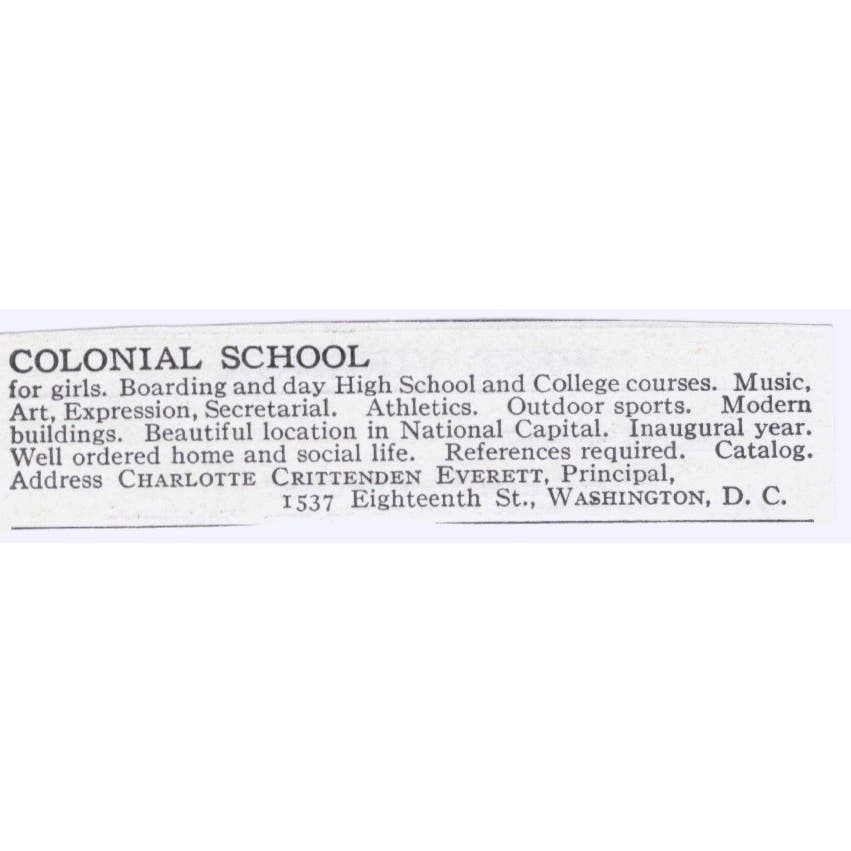 COLONIAL SCHOOL
for girls. Boarding and day High School and College courses. Music,
Art, Expression, Secretarial. Athletics. Outdoor sports. Modern
buildings. Beautiful location in National Capital. Inaugural year.
Well ordered home and social life. References required. Catalog.
Address CHARLOTTE CRITTENDEN EVERETT, Principal,
1537 Eighteenth St., WASHINGTON, D. C.